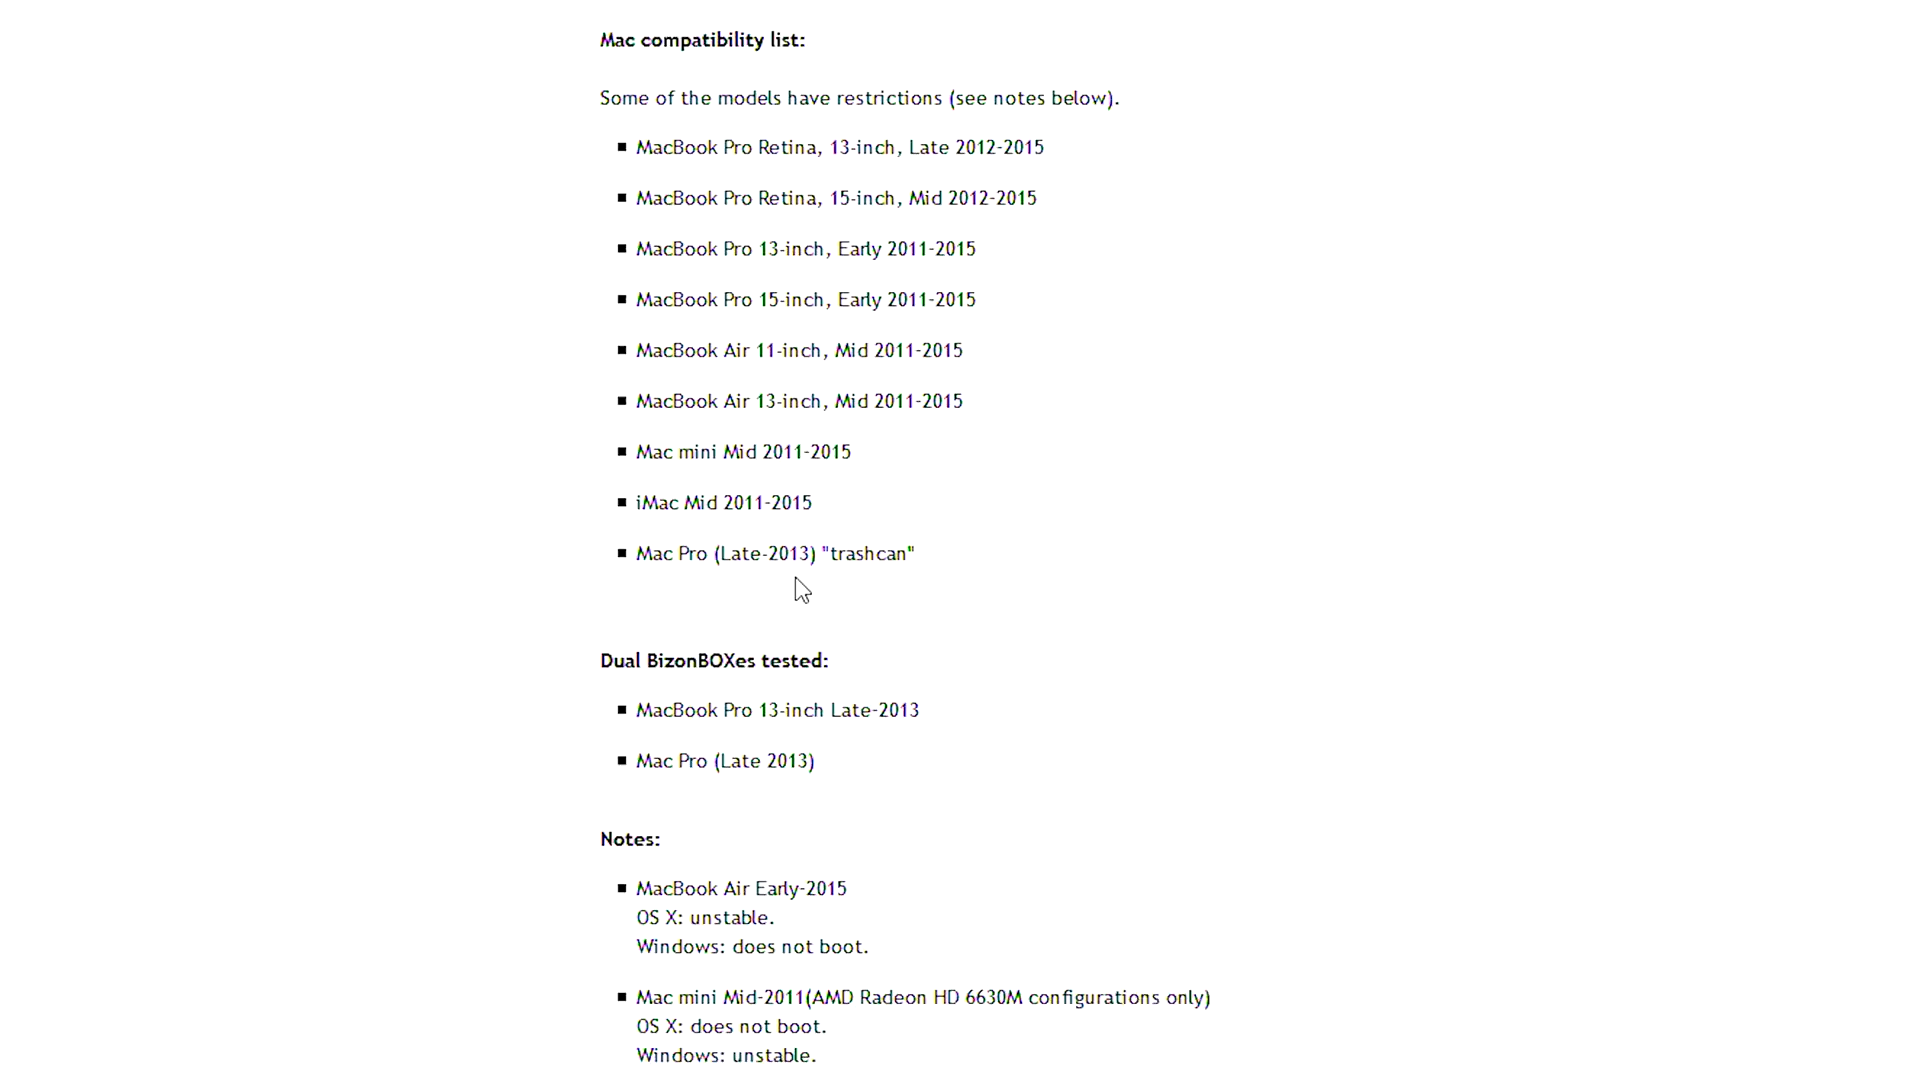 Mac compatibility list:
Some of the models have restrictions (see notes below).
MacBook Pro Retina, 13-inch, Late 2012-2015
MacBook Pro Retina, 15-inch, Mid 2012-2015
MacBook Pro 13-inch, Early 2011-2015
MacBook Pro 15-inch, Early 2011-2015
MacBook Air 11-inch, Mid 2011-2015
MacBook Air 13-inch, Mid 2011-2015
Mac mini Mid 2011-2015
iMac Mid 2011-2015
Mac Pro (Late-2013) "trashcan"
Dual BizonBOXes tested:
MacBook Pro 13-inch Late-2013
Mac Pro (Late 2013)
Notes:
MacBook Air Early-2015
OS X: unstable.
Windows: does not boot.
Mac mini Mid-2011(AMD Radeon HD 6630M configurations only)
OS X: does not boot.
Windows: unstable.